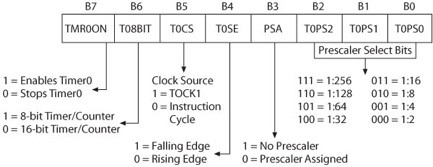 B7 B6 B5 B4 B3 B2 B1 B0
TMR0ON T08BIT T0CS T0SE PSA T0PS2 T0PS1 T0PS0
Prescaler Select Bits
1 = Enables Timer0
0 = Stops Timer0
Clock Source
1 = TOCK1
0 = Instruction
Cycle
111 = 1:256 011 = 1:16
110 = 1:128 010 = 1:8
101 = 1:64 001 = 1:4
100 = 1:32 000 = 1:2
1 = 8-bit Timer/Counter
0 = 16-bit Timer/Counter
1 = Falling Edge
0 = Rising Edge
1 = No Prescaler
0 = Prescaler Assigned